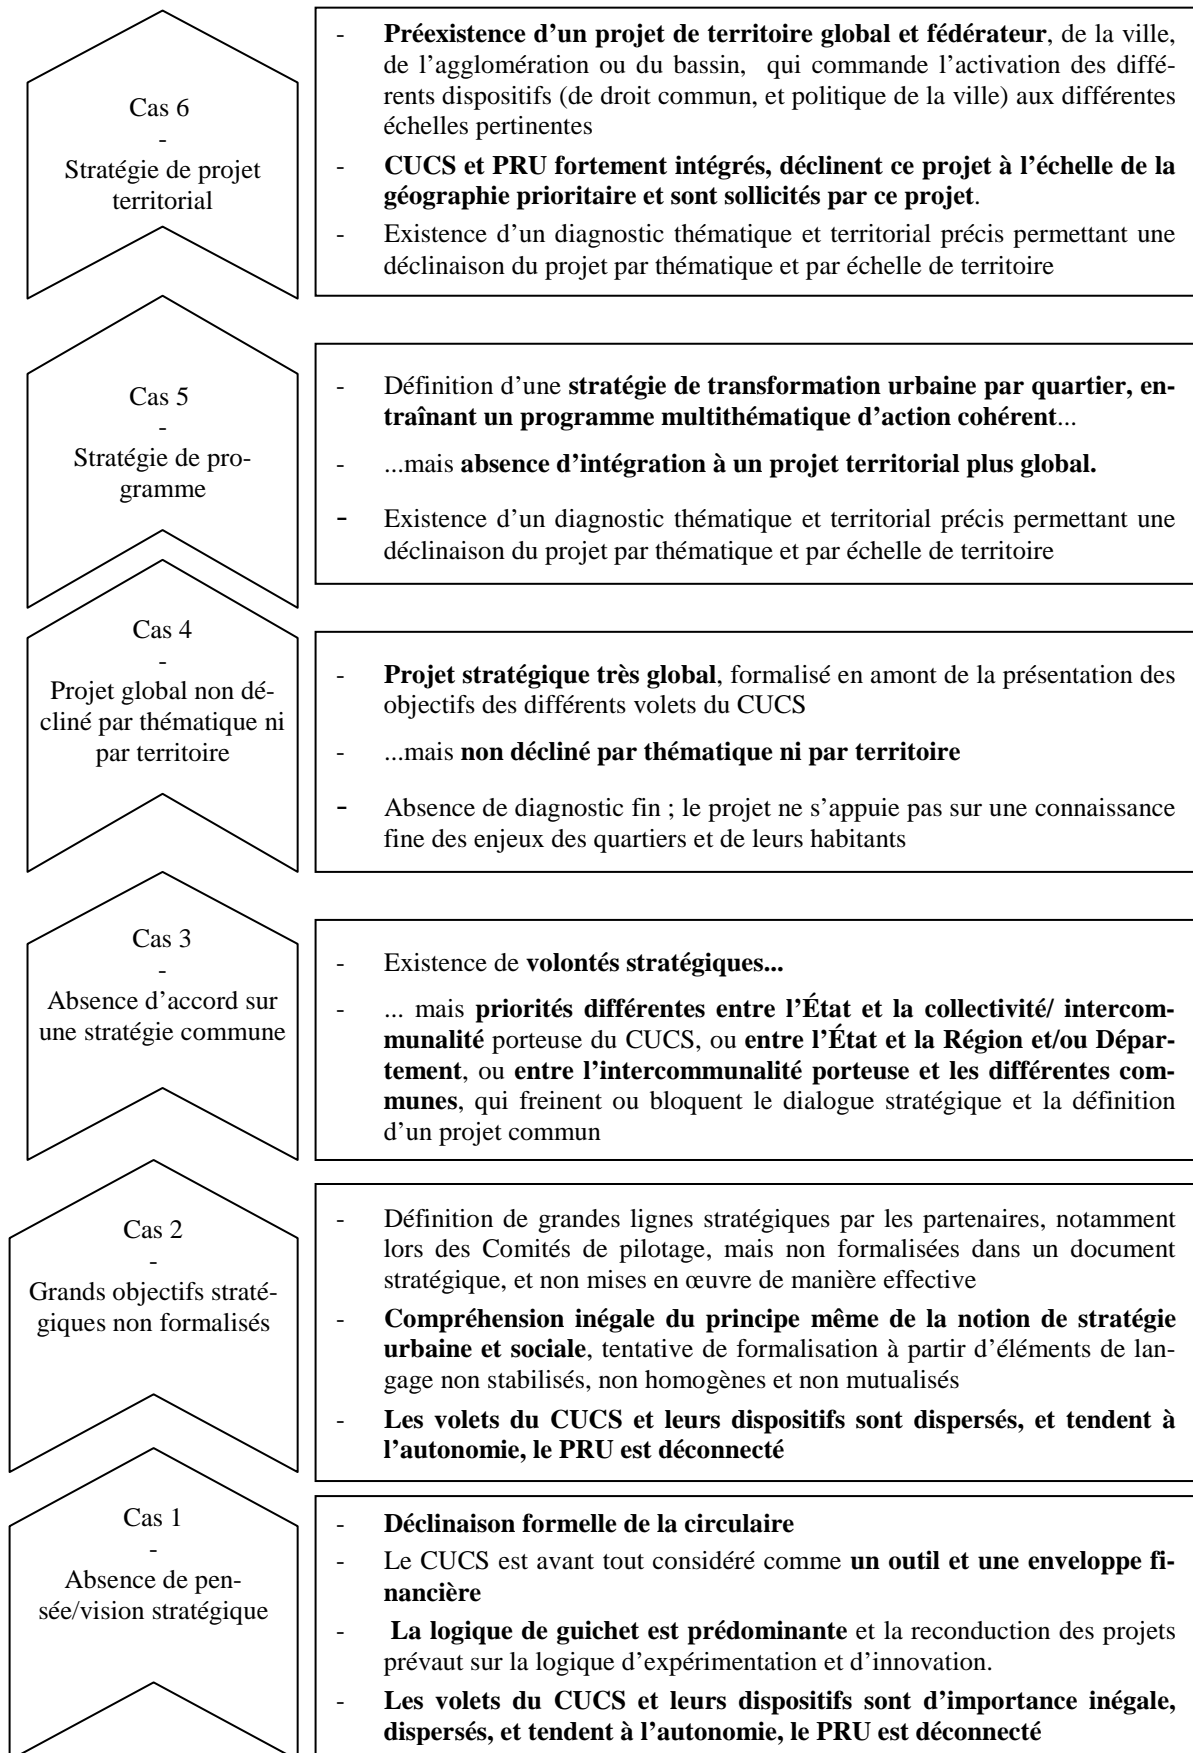 Cas 6
-
Stratégie de projet
territorial
- Préexistence d'un projet de territoire global et fédérateur, de la ville,
de l'agglomération ou du bassin, qui commande l'activation des diffé-
rents dispositifs (de droit commun, et politique de la ville) aux différentes
échelles pertinentes
- CUCS et PRU fortement intégrés, déclinent ce projet à l'échelle de la
géographie prioritaire et sont sollicités par ce projet.
- Existence d'un diagnostic thématique et territorial précis permettant une
déclinaison du projet par thématique et par échelle de territoire
Cas 5
-
Stratégie de pro-
gramme
- Définition d'une stratégie de transformation urbaine par quartier, en-
traînant un programme multithématique d'action cohérent...
- ...mais absence d'intégration à un projet territorial plus global.
- Existence d'un diagnostic thématique et territorial précis permettant une
déclinaison du projet par thématique et par échelle de territoire
Cas 4
-
Projet global non dé-
cliné par thématique ni
par territoire
- Projet stratégique très global, formalisé en amont de la présentation des
objectifs des différents volets du CUCS
- ...mais non décliné par thématique ni par territoire
- Absence de diagnostic fin ; le projet ne s'appuie pas sur une connaissance
fine des enjeux des quartiers et de leurs habitants
Cas 3
-
Absence d'accord sur
une stratégie commune
- Existence de volontés stratégiques...
- ... mais priorités différentes entre l'État et la collectivité/ intercom-
munalité porteuse du CUCS, ou entre l'État et la Région et/ou Dépar-
tement, ou entre l'intercommunalité porteuse et les différentes com-
munes, qui freinent ou bloquent le dialogue stratégique et la définition
d'un projet commun
Cas 2
-
Grands objectifs straté-
giques non formalisés
- Définition de grandes lignes stratégiques par les partenaires, notamment
lors des Comités de pilotage, mais non formalisées dans un document
stratégique, et non mises en œuvre de manière effective
- Compréhension inégale du principe même de la notion de stratégie
urbaine et sociale, tentative de formalisation à partir d'éléments de lan-
gage non stabilisés, non homogènes et non mutualisés
- Les volets du CUCS et leurs dispositifs sont dispersés, et tendent à
l'autonomie, le PRU est déconnecté
Cas 1
-
Absence de pen-
sée/vision stratégique
- Déclinaison formelle de la circulaire
- Le CUCS est avant tout considéré comme un outil et une enveloppe fi-
nancière
- La logique de guichet est prédominante et la reconduction des projets
prévaut sur la logique d'expérimentation et d'innovation.
- Les volets du CUCS et leurs dispositifs sont d'importance inégale,
dispersés, et tendent à l'autonomie, le PRU est déconnecté